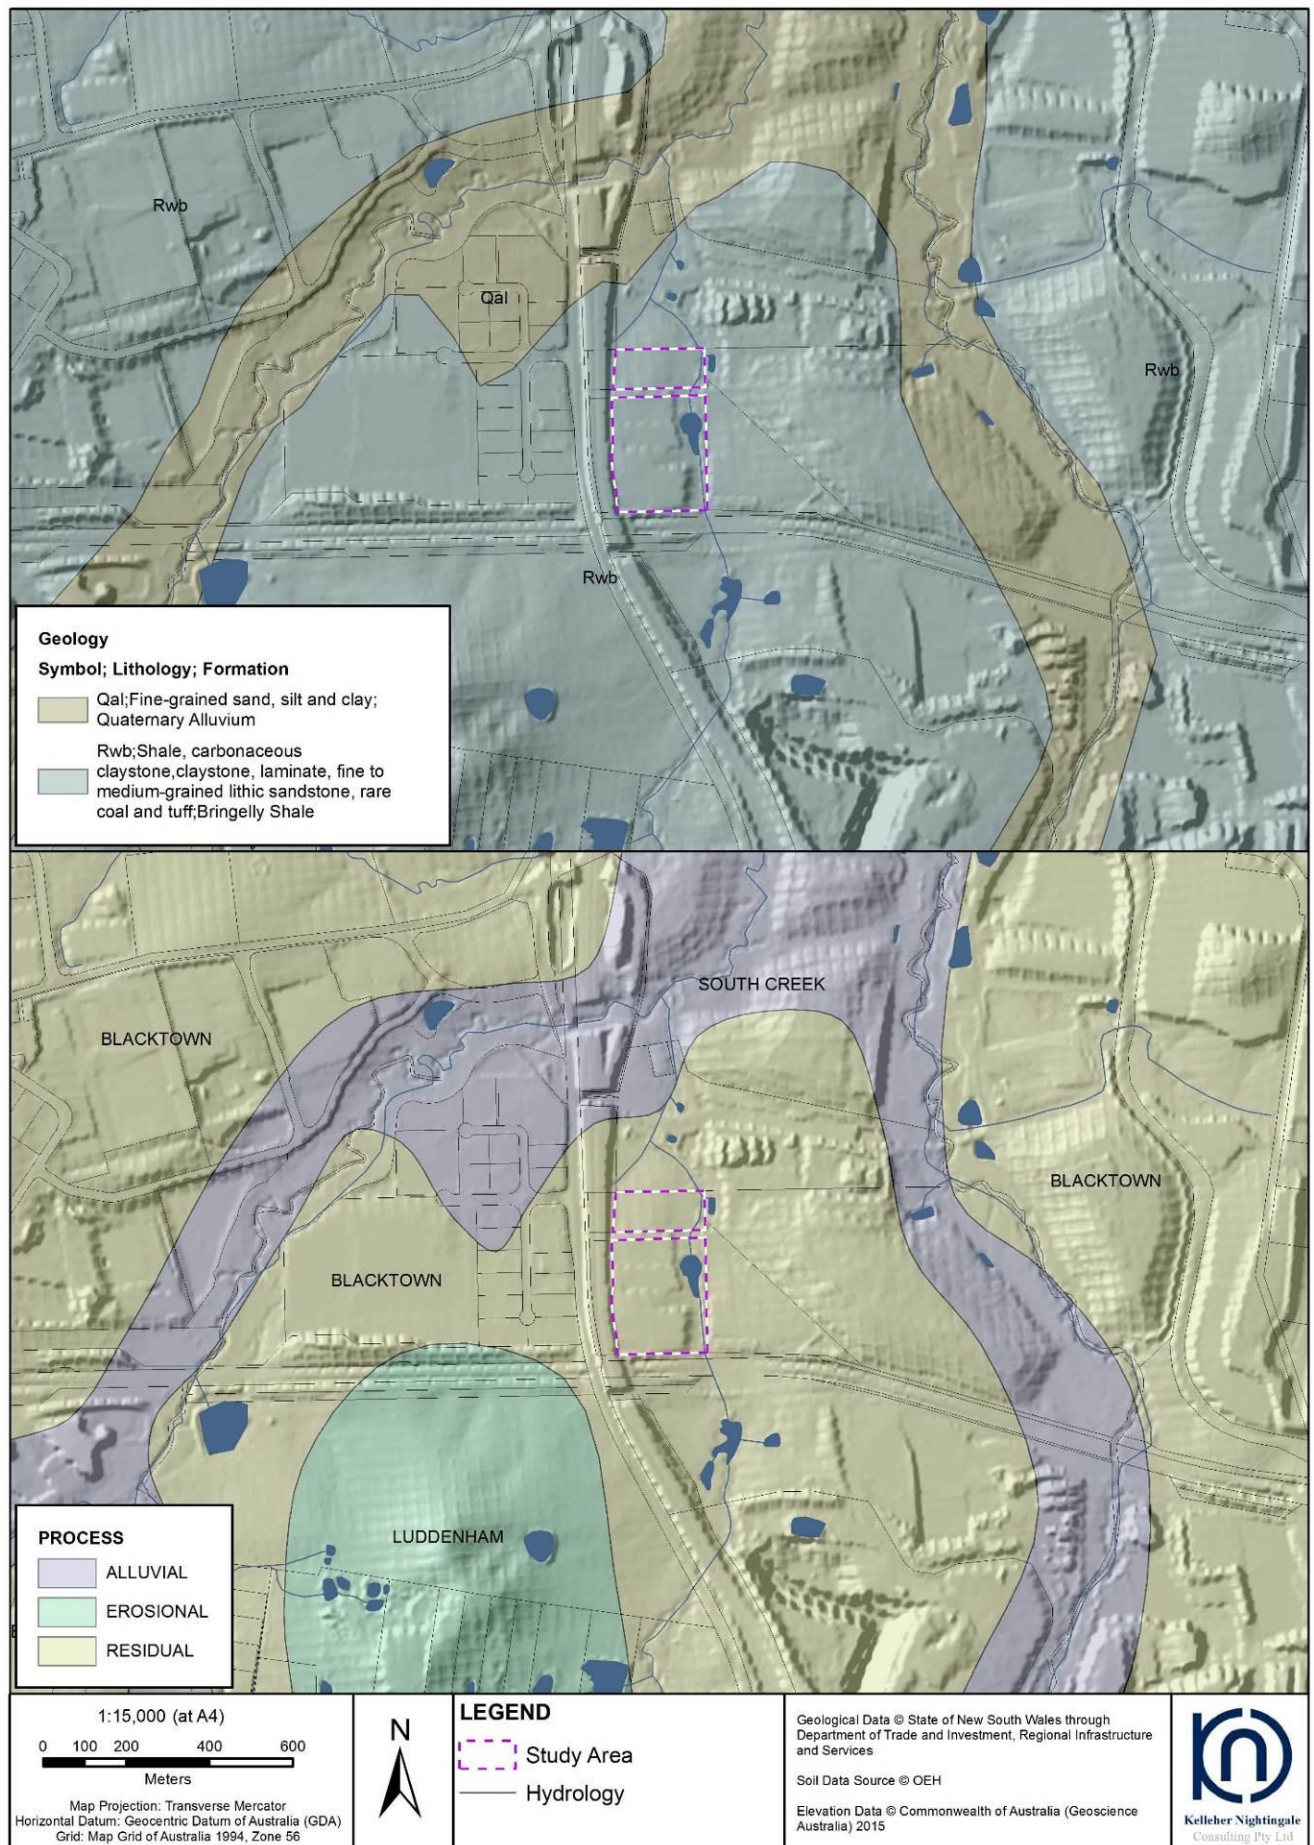 Rwb
Qal
Rwb
Rwb
Geology
Symbol; Lithology; Formation
Qal;Fine-grained sand, silt and clay;
Quaternary Alluvium
Rwb;Shale, carbonaceous
claystone,claystone, laminate, fine to
medium-grained lithic sandstone, rare
coal and tuff;Bringelly Shale
SOUTH CREEK
BLACKTOWN
BLACKTOWN
BLACKTOWN
LUDDENHAM
PROCESS
ALLUVIAL
EROSIONAL
RESIDUAL
1:15,000 (at A4)
0 100 200 400 600
Meters
Map Projection: Transverse Mercator
Horizontal Datum: Geocentric Datum of Australia (GDA)
Grid: Map Grid of Australia 1994, Zone 56
N
LEGEND
Study Area
Hydrology
Geological Data © State of New South Wales through
Department of Trade and Investment, Regional Infrastructure
and Services
Soil Data Source © OEH
Elevation Data © Commonwealth of Australia (Geoscience
Australia) 2015
Kelleher Nightingale
Consulting Pty Ltd